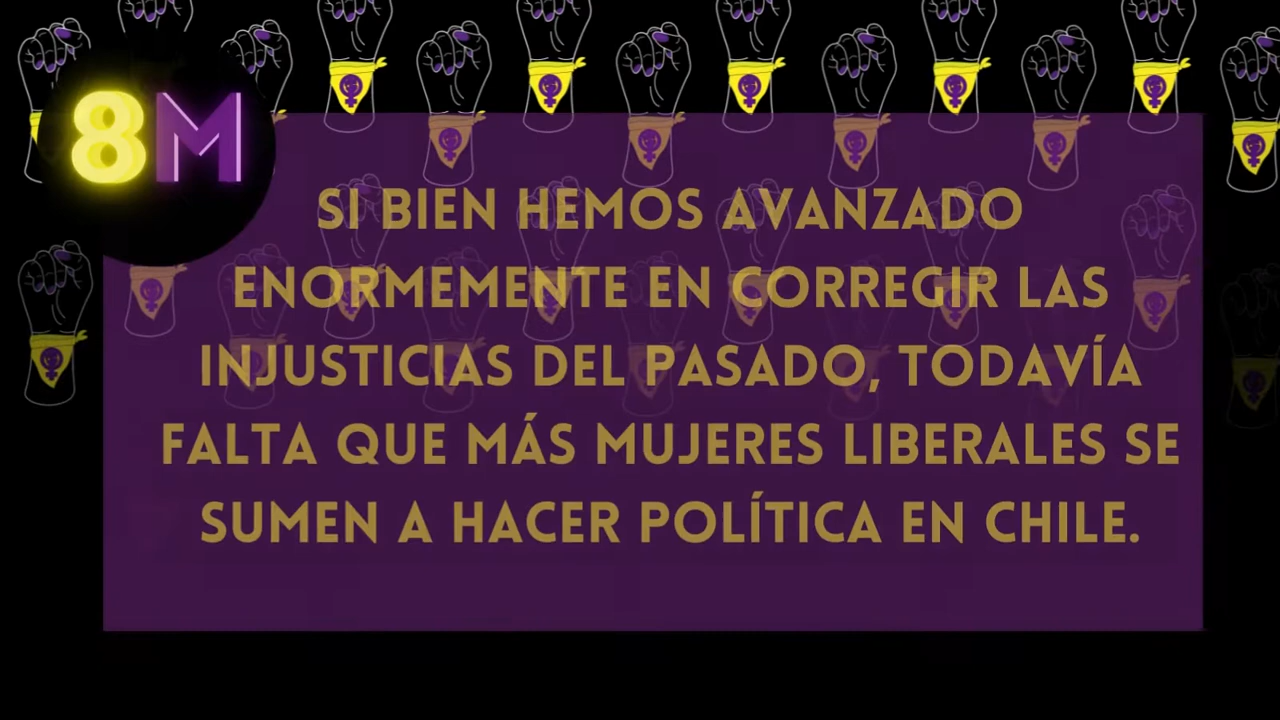 8M
SI BIEN HEMOS AVANZADO
ENORMEMENTE EN CORREGIR LAS
INJUSTICIAS DEL PASADO, TODAVÍA
FALTA QUE MÁS MUJERES LIBERALES SE
SUMEN A HACER POLÍTICA EN CHILE.